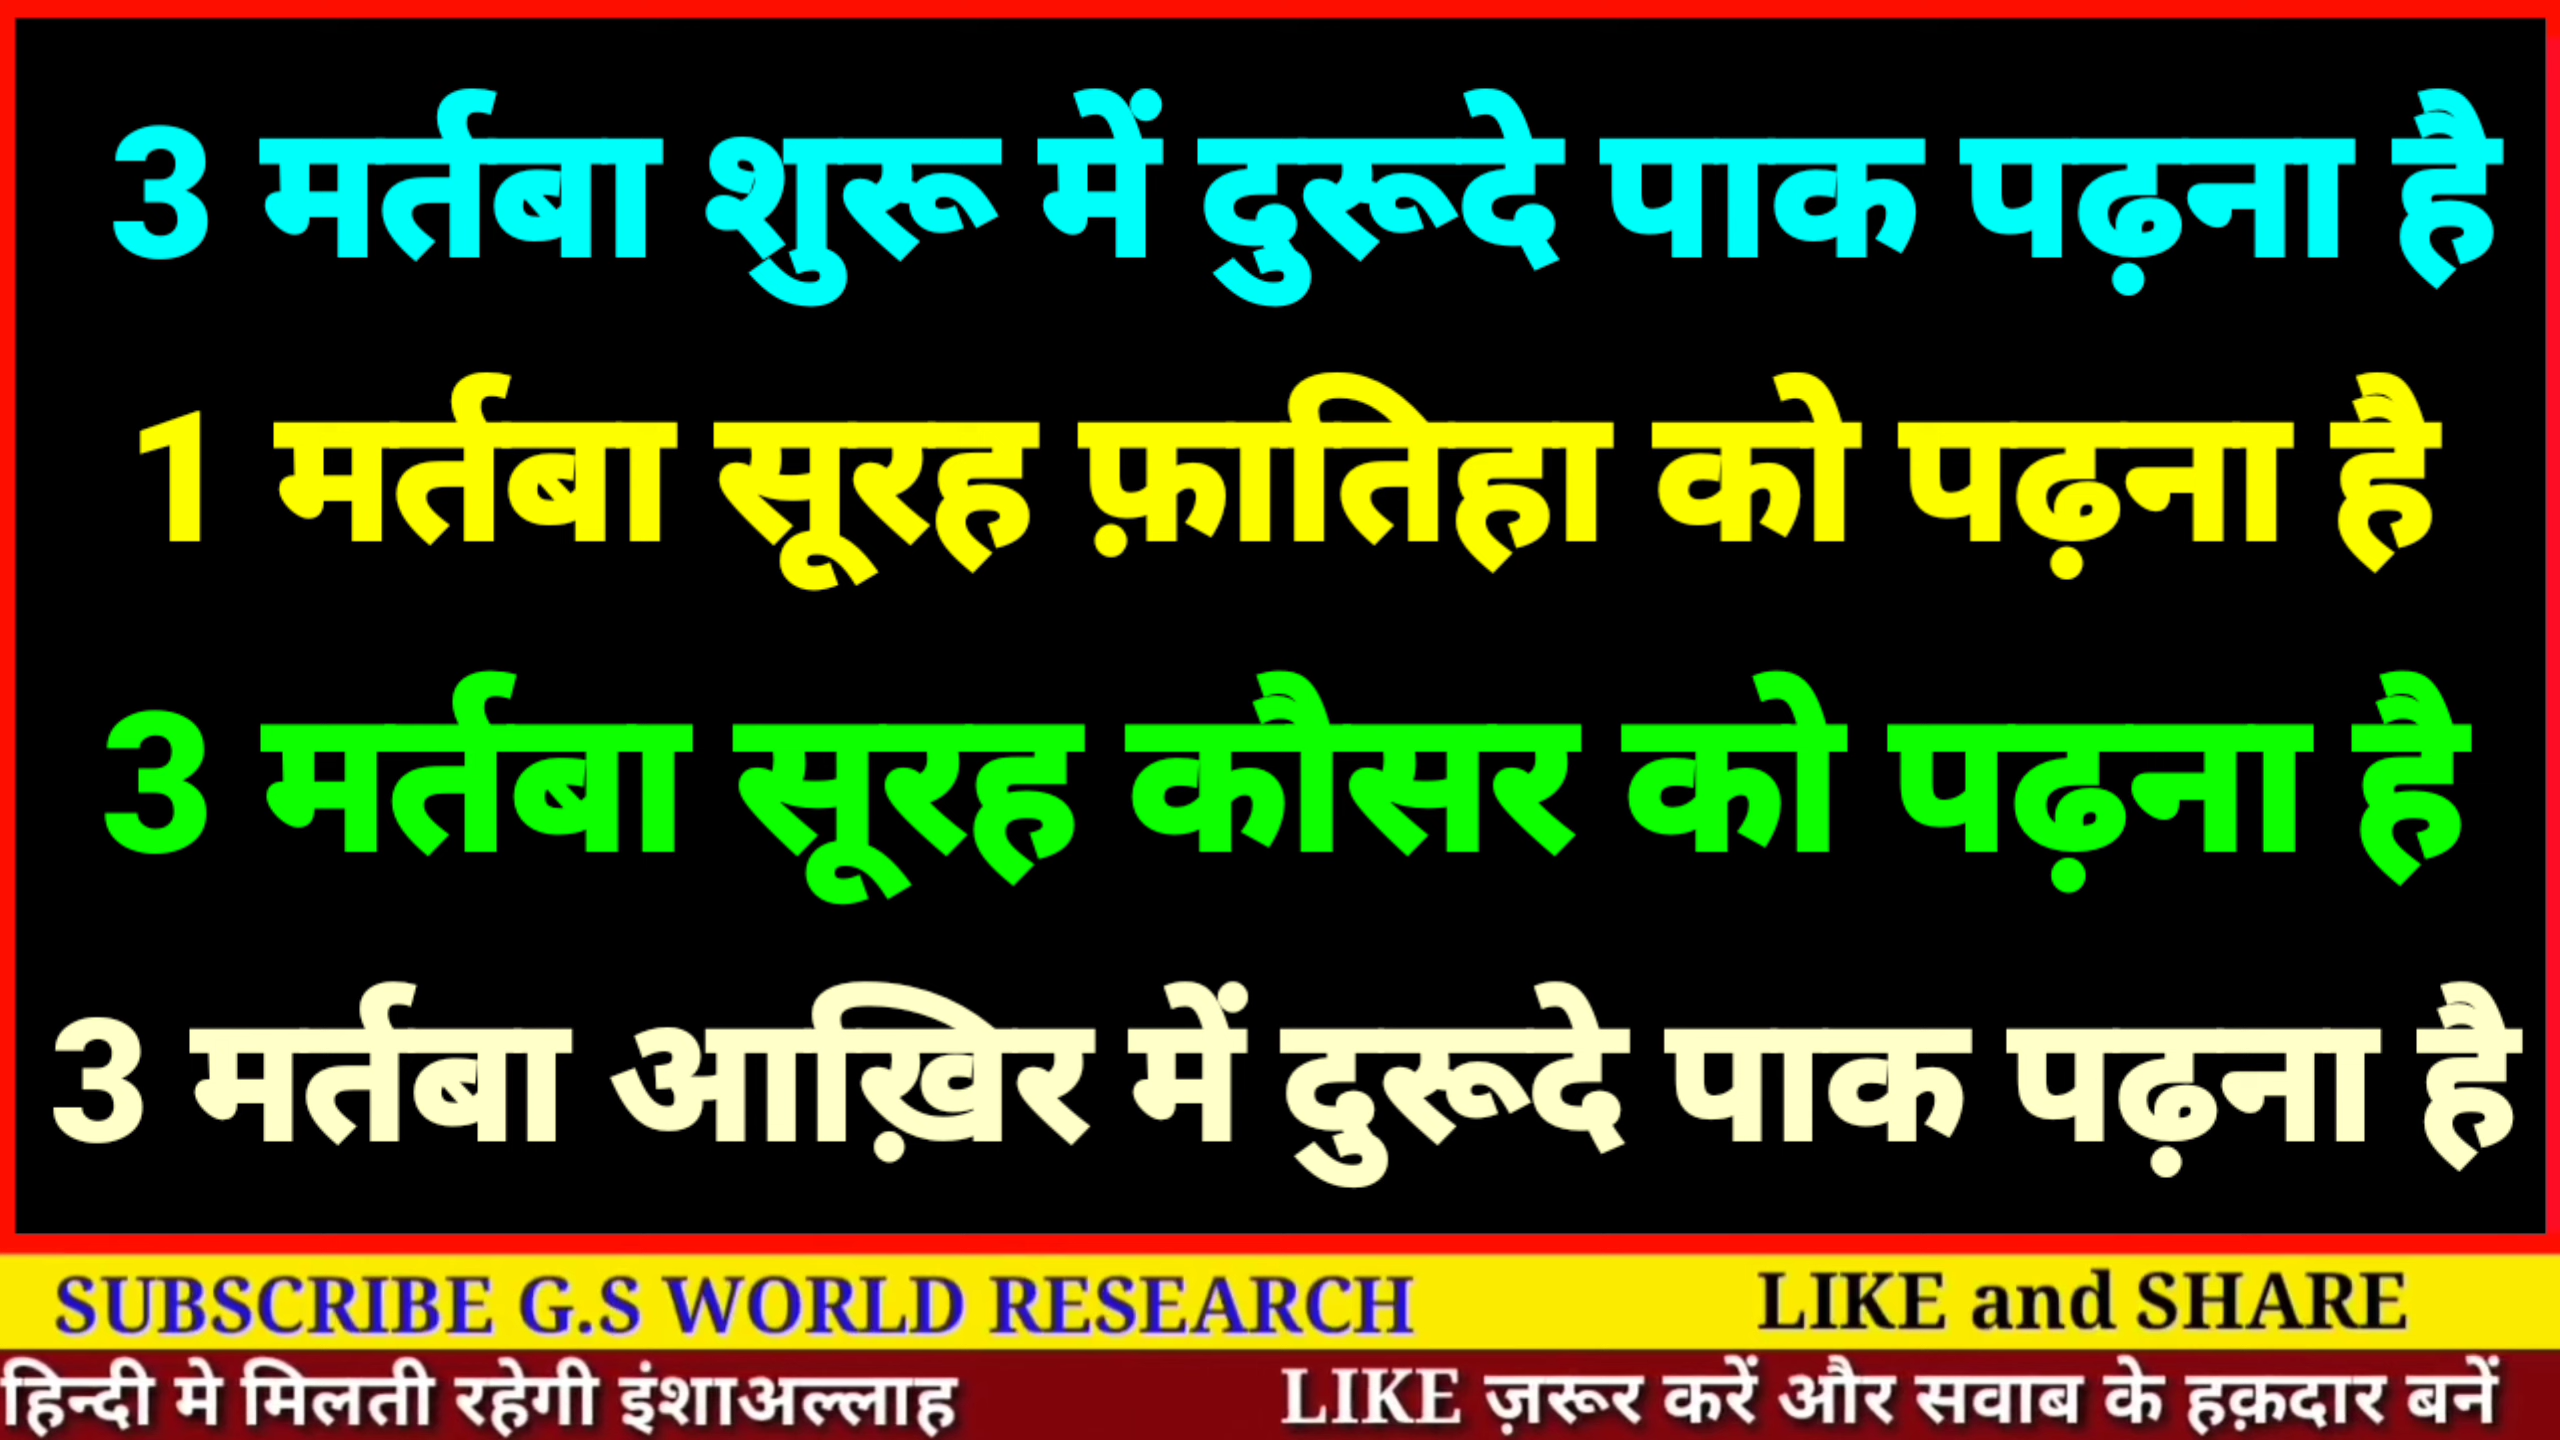 3 मर्तबा शुरू में दुरूदे पाक पढ़ना है
1 मर्तबा सूरह फ़ातिहा को पढ़ना है
3 मर्तबा सूरह कौसर को पढ़ना है
3 मर्तबा आख़िर में दुरूदे पाक पढ़ना है
SUBSCRIBE G.S WORLD RESEARCH LIKE and SHARE
हिन्दी मे मिलती रहेगी इंशाअल्लाह LIKE ज़रूर करें और सवाब के हक़दार बनें